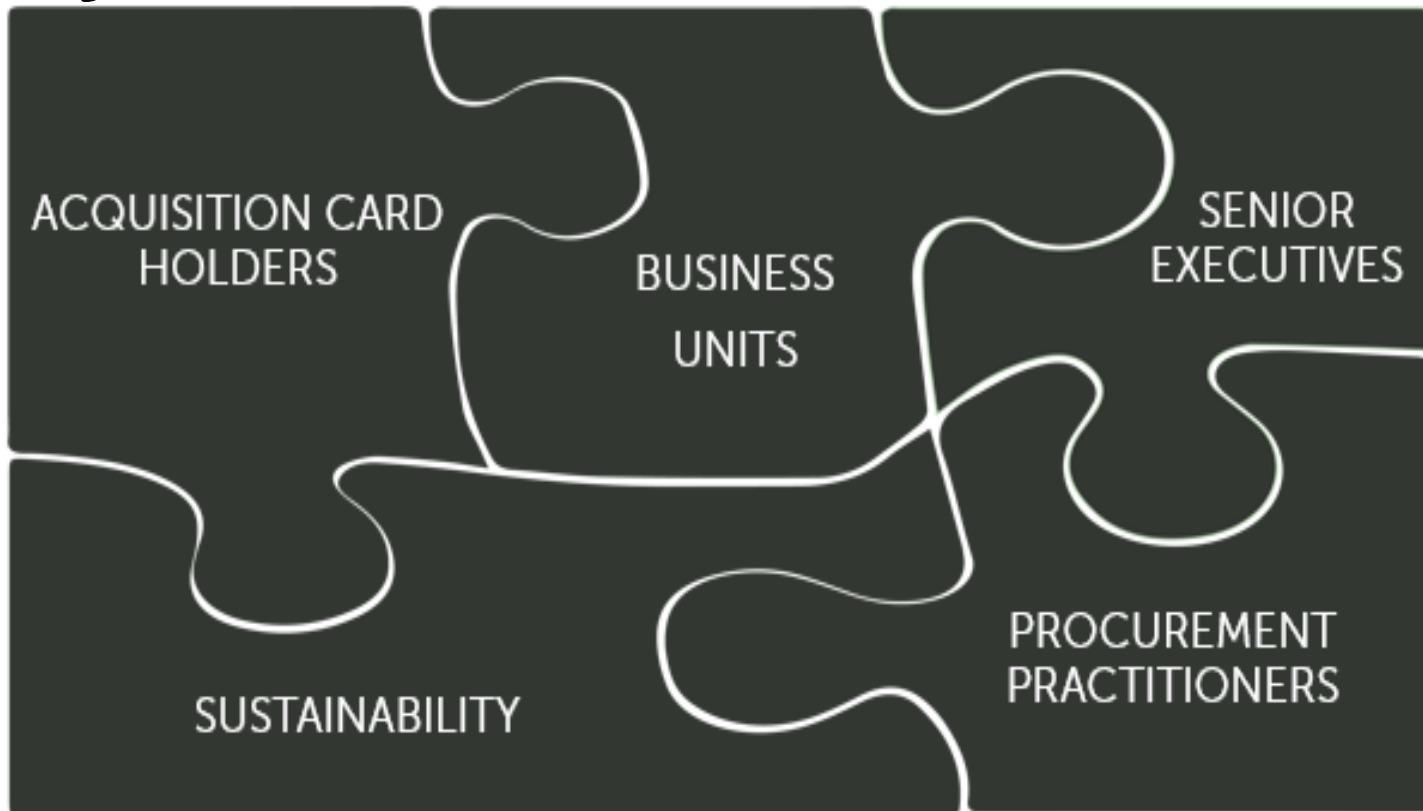 ACQUISITION CARD
HOLDERS
BUSINESS
UNITS
SENIOR
EXECUTIVES
SUSTAINABILITY
PROCUREMENT
PRACTITIONERS